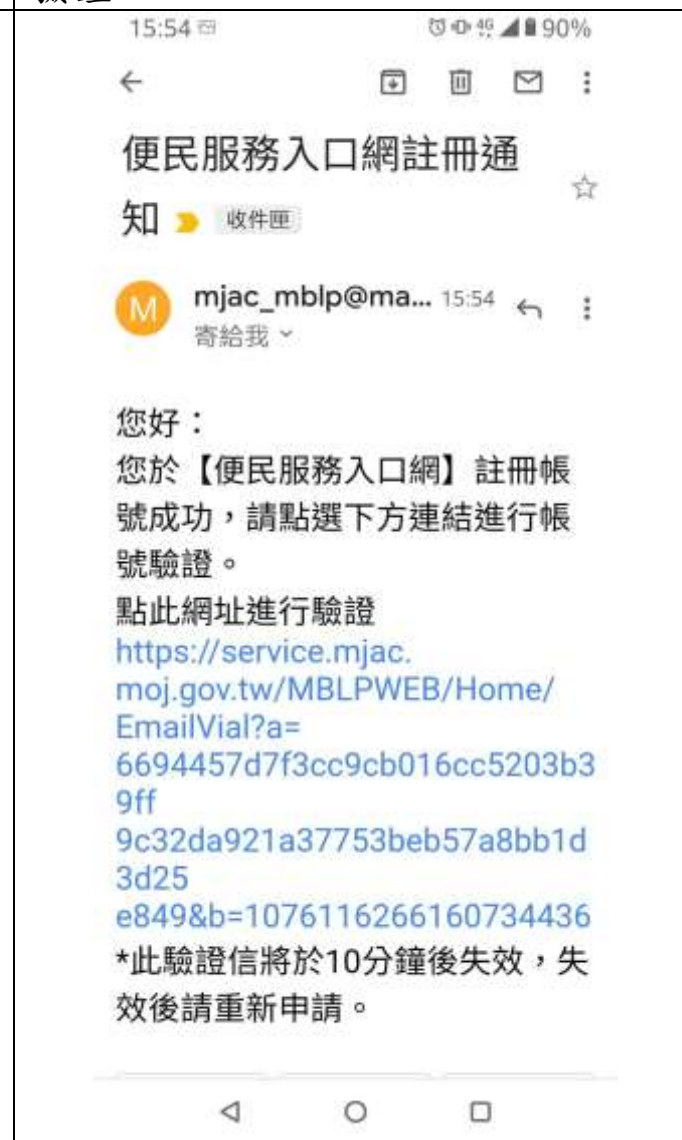 15:54 4G 90%
便民服務入口網註冊通
知 收件匣
M mjac_mblp@ma... 15:54
寄給我
您好：
您於【便民服務入口網】註冊帳
號成功，請點選下方連結進行帳
號驗證。
點此網址進行驗證
https://service.mjac.
moj.gov.tw/MBLPWEB/Home/
EmailVial?a=
6694457d7f3cc9cb016cc5203b3
9ff
9c32da921a37753beb57a8bb1d
3d25
e849&b=1076116266160734436
*此驗證信將於10分鐘後失效，失
效後請重新申請。